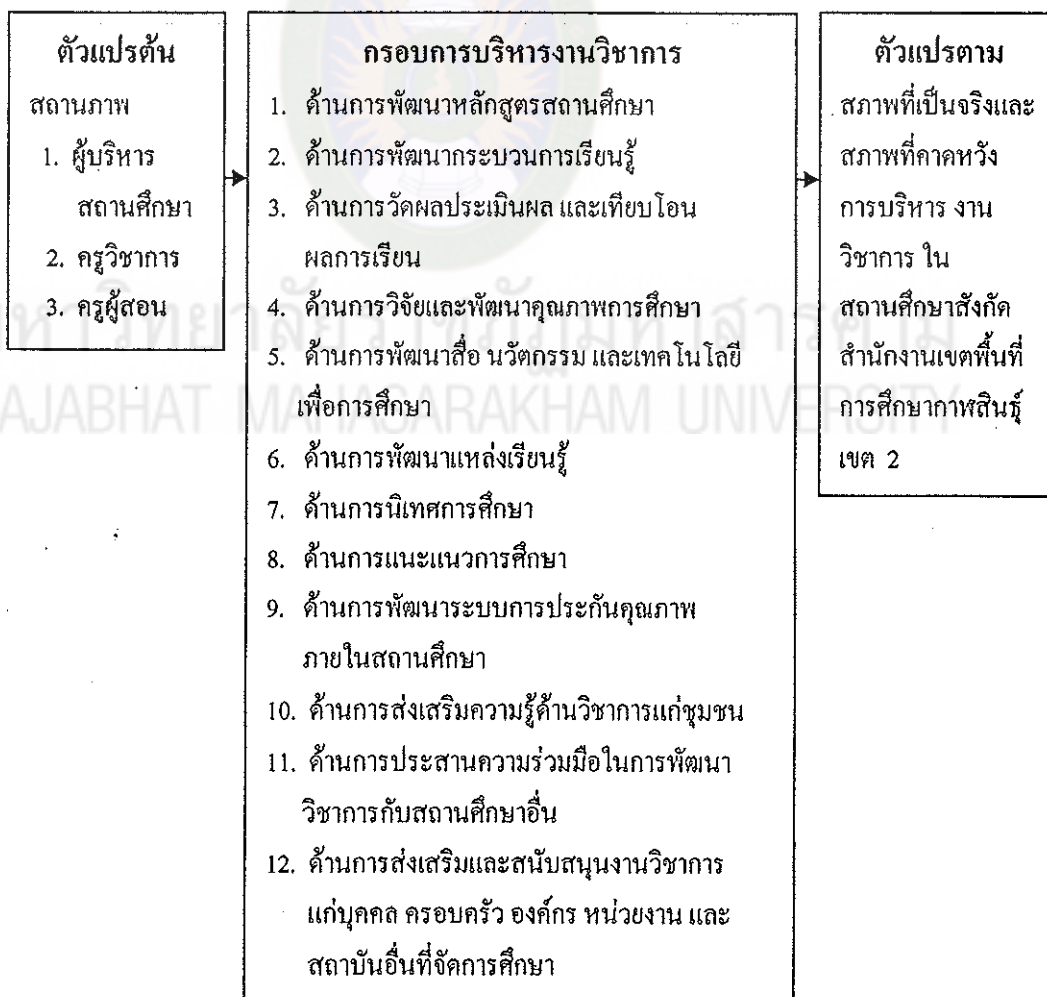 ตัวแปรต้น
สถานภาพ
1. ผู้บริหาร
สถานศึกษา
2. ครูวิชาการ
3. ครูผู้สอน
กรอบการบริหารงานวิชาการ
1. ด้านการพัฒนาหลักสูตรสถานศึกษา
2. ด้านการพัฒนากระบวนการเรียนรู้
3. ด้านการวัดผลประเมินผล และเทียบโอน
ผลการเรียน
4. ด้านการวิจัยและพัฒนาคุณภาพการศึกษา
5. ด้านการพัฒนาสื่อ นวัตกรรม และเทคโนโลยี
เพื่อการศึกษา
6. ด้านการพัฒนาแหล่งเรียนรู้
7. ด้านการนิเทศการศึกษา
8. ด้านการแนะแนวการศึกษา
9. ด้านการพัฒนาระบบการประกันคุณภาพ
ภายในสถานศึกษา
10. ด้านการส่งเสริมความรู้ด้านวิชาการแก่ชุมชน
11. ด้านการประสานความร่วมมือในการพัฒนา
วิชาการกับสถานศึกษาอื่น
12. ด้านการส่งเสริมและสนับสนุนงานวิชาการ
แก่บุคคล ครอบครัว องค์กร หน่วยงาน และ
สถาบันอื่นที่จัดการศึกษา
ตัวแปรตาม
สภาพที่เป็นจริงและ
สภาพที่คาดหวัง
การบริหาร งาน
วิชาการ ใน
สถานศึกษาสังกัด
สำนักงานเขตพื้นที่
การศึกษากาฬสินธุ์
เขต 2
AJABHAT MAHASARAKHAM UNIVERSITY